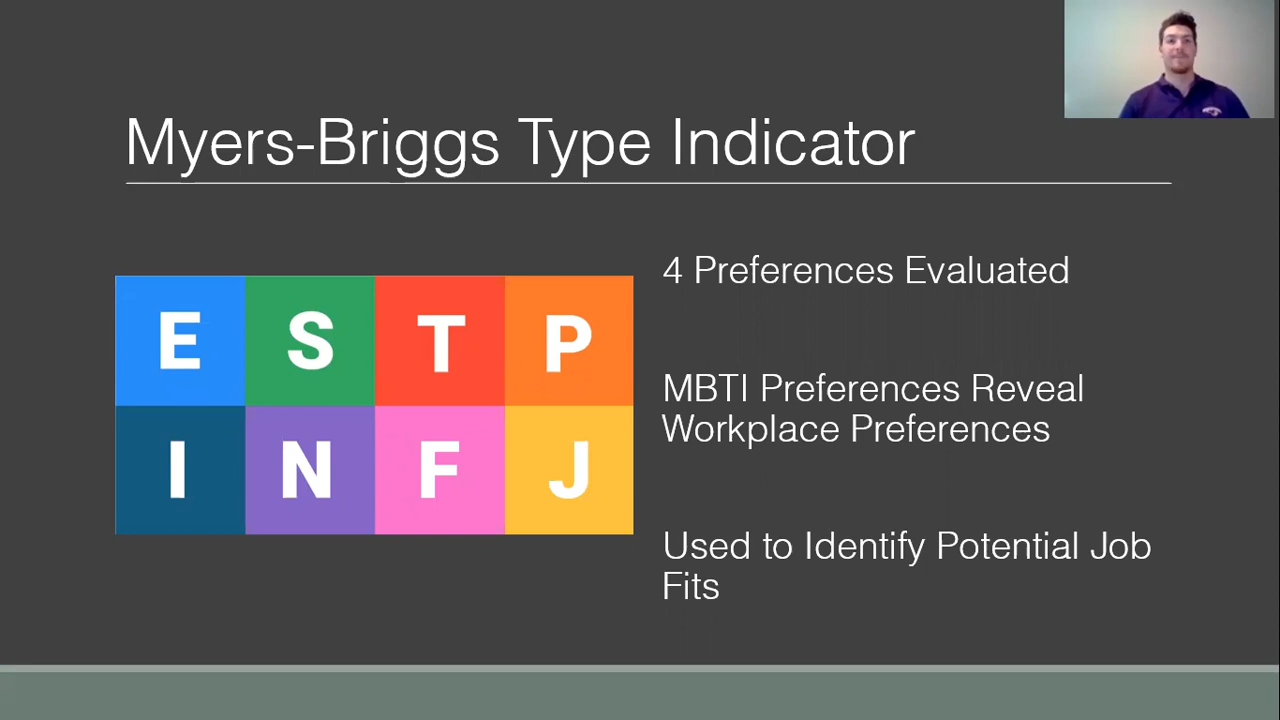 Myers-Briggs Type Indicator
E S T P
I N F J
4 Preferences Evaluated
MBTI Preferences Reveal
Workplace Preferences
Used to Identify Potential Job
Fits